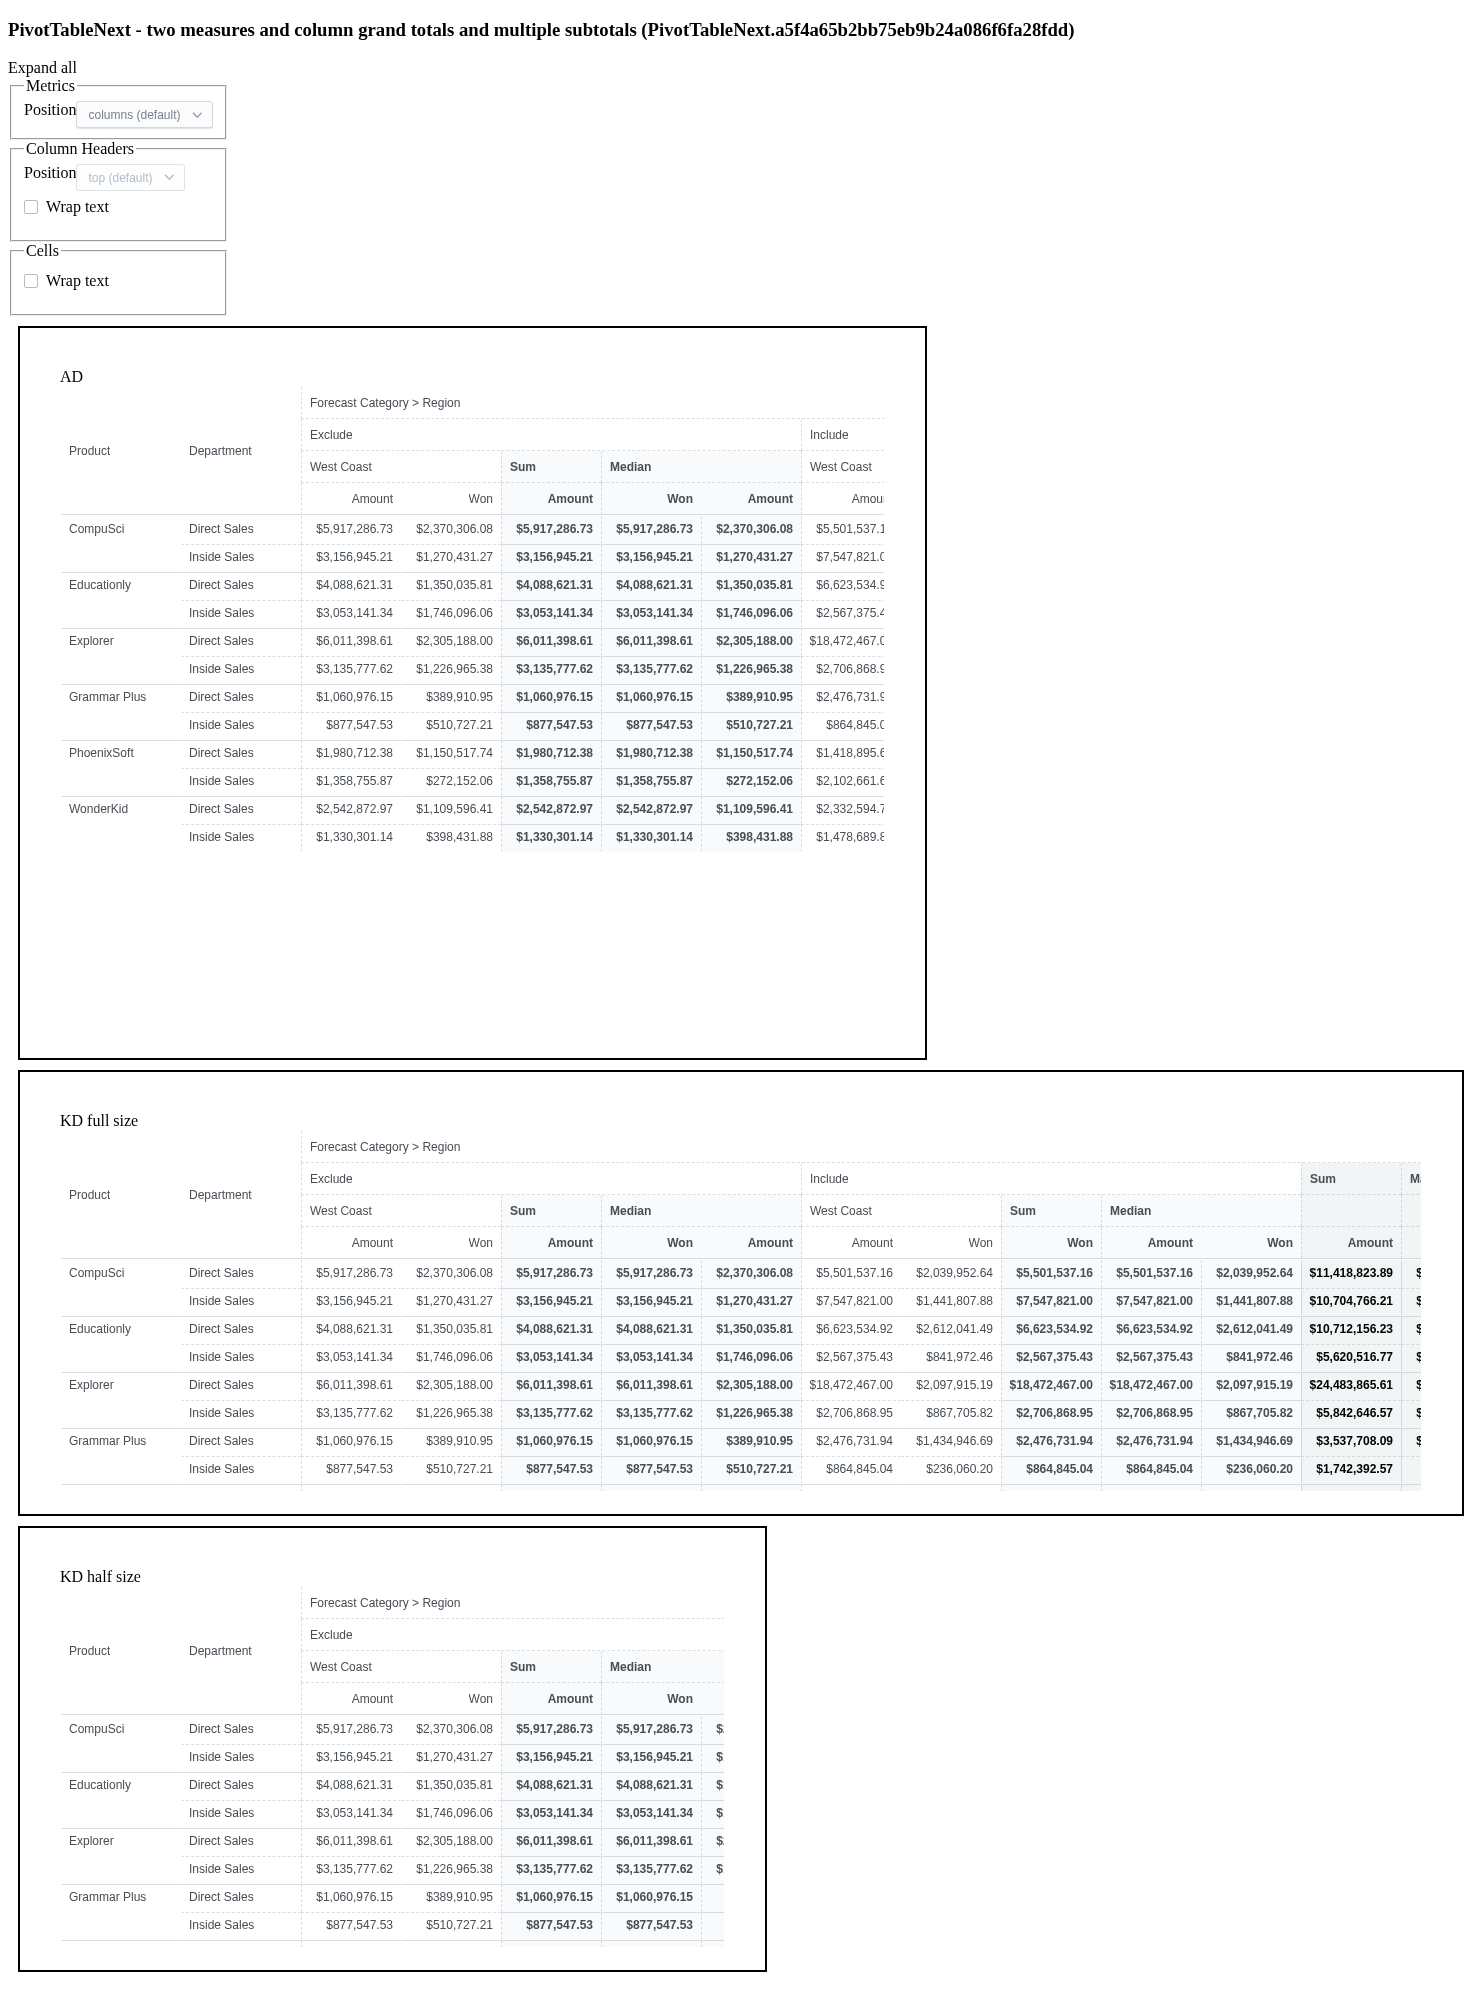 PivotTableNext - two measures and column grand totals and multiple subtotals (PivotTableNext.a5f4a65b2bb75eb9b24a086f6fa28fdd)
Expand all
Metrics
Position columns (default)
Column Headers
Position top (default)
Wrap text
Cells
Wrap text
AD
Forecast Category > Region
Exclude Include
Product Department
West Coast Sum Median West Coast
Amount Won Amount Won Amount
CompuSci Direct Sales $5,917,286.73 $2,370,306.08 $5,917,286.73 $5,917,286.73 $2,370,306.08 $5,501,537.1
Inside Sales $3,156,945.21 $1,270,431.27 $3,156,945.21 $3,156,945.21 $1,270,431.27 $7,547,821.0
Educationly Direct Sales $4,088,621.31 $1,350,035.81 $4,088,621.31 $4,088,621.31 $1,350,035.81 $6,623,534.9
Inside Sales $3,053,141.34 $1,746,096.06 $3,053,141.34 $3,053,141.34 $1,746,096.06 $2,567,375.4
Explorer Direct Sales $6,011,398.61 $2,305,188.00 $6,011,398.61 $6,011,398.61 $2,305,188.00 $18,472,467.0
Inside Sales $3,135,777.62 $1,226,965.38 $3,135,777.62 $3,135,777.62 $1,226,965.38 $2,706,868.9
Grammar Plus Direct Sales $1,060,976.15 $389,910.95 $1,060,976.15 $1,060,976.15 $389,910.95 $2,476,731.9
Inside Sales $877,547.53 $510,727.21 $877,547.53 $877,547.53 $510,727.21 $864,845.0
PhoenixSoft Direct Sales $1,980,712.38 $1,150,517.74 $1,980,712.38 $1,980,712.38 $1,150,517.74 $1,418,895.6
Inside Sales $1,358,755.87 $272,152.06 $1,358,755.87 $1,358,755.87 $272,152.06 $2,102,661.6
WonderKid Direct Sales $2,542,872.97 $1,109,596.41 $2,542,872.97 $2,542,872.97 $1,109,596.41 $2,332,594.7
Inside Sales $1,330,301.14 $398,431.88 $1,330,301.14 $1,330,301.14 $398,431.88 $1,478,689.8
KD full size
Forecast Category > Region
Exclude Include Sum
Product Department
West Coast Sum Median West Coast Sum Median
Amount Won Amount Won Amount Amount Won Won Amount Won Amount
CompuSci Direct Sales $5,917,286.73 $2,370,306.08 $5,917,286.73 $5,917,286.73 $2,370,306.08 $5,501,537.16 $2,039,952.64 $5,501,537.16 $5,501,537.16 $2,039,952.64 $11,418,823.89 $
Inside Sales $3,156,945.21 $1,270,431.27 $3,156,945.21 $3,156,945.21 $1,270,431.27 $7,547,821.00 $1,441,807.88 $7,547,821.00 $7,547,821.00 $1,441,807.88 $10,704,766.21 $
Educationly Direct Sales $4,088,621.31 $1,350,035.81 $4,088,621.31 $4,088,621.31 $1,350,035.81 $6,623,534.92 $2,612,041.49 $6,623,534.92 $6,623,534.92 $2,612,041.49 $10,712,156.23 $
Inside Sales $3,053,141.34 $1,746,096.06 $3,053,141.34 $3,053,141.34 $1,746,096.06 $2,567,375.43 $841,972.46 $2,567,375.43 $2,567,375.43 $841,972.46 $5,620,516.77 $
Explorer Direct Sales $6,011,398.61 $2,305,188.00 $6,011,398.61 $6,011,398.61 $2,305,188.00 $18,472,467.00 $2,097,915.19 $18,472,467.00 $18,472,467.00 $2,097,915.19 $24,483,865.61 $
Inside Sales $3,135,777.62 $1,226,965.38 $3,135,777.62 $3,135,777.62 $1,226,965.38 $2,706,868.95 $867,705.82 $2,706,868.95 $2,706,868.95 $867,705.82 $5,842,646.57 $
Grammar Plus Direct Sales $1,060,976.15 $389,910.95 $1,060,976.15 $1,060,976.15 $389,910.95 $2,476,731.94 $1,434,946.69 $2,476,731.94 $2,476,731.94 $1,434,946.69 $3,537,708.09 $
Inside Sales $877,547.53 $510,727.21 $877,547.53 $877,547.53 $510,727.21 $864,845.04 $236,060.20 $864,845.04 $864,845.04 $236,060.20 $1,742,392.57
KD half size
Forecast Category > Region
Exclude
Product Department
West Coast Sum Median
Amount Won Amount Won
CompuSci Direct Sales $5,917,286.73 $2,370,306.08 $5,917,286.73 $5,917,286.73 $
Inside Sales $3,156,945.21 $1,270,431.27 $3,156,945.21 $3,156,945.21 $
Educationly Direct Sales $4,088,621.31 $1,350,035.81 $4,088,621.31 $4,088,621.31 $
Inside Sales $3,053,141.34 $1,746,096.06 $3,053,141.34 $3,053,141.34 $
Explorer Direct Sales $6,011,398.61 $2,305,188.00 $6,011,398.61 $6,011,398.61 $
Inside Sales $3,135,777.62 $1,226,965.38 $3,135,777.62 $3,135,777.62 $
Grammar Plus Direct Sales $1,060,976.15 $389,910.95 $1,060,976.15 $1,060,976.15
Inside Sales $877,547.53 $510,727.21 $877,547.53 $877,547.53